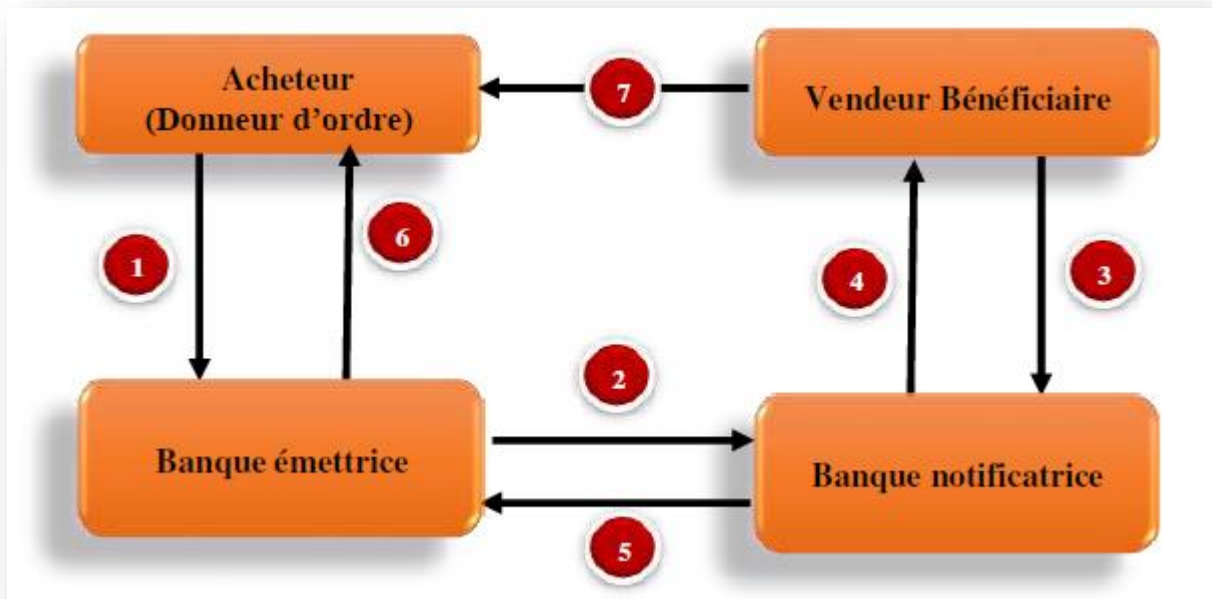 Acheteur
(Donneur d'ordre)
7
Vendeur Bénéficiaire
1
6
4
3
2
Banque émettrice
Banque notificatrice
5